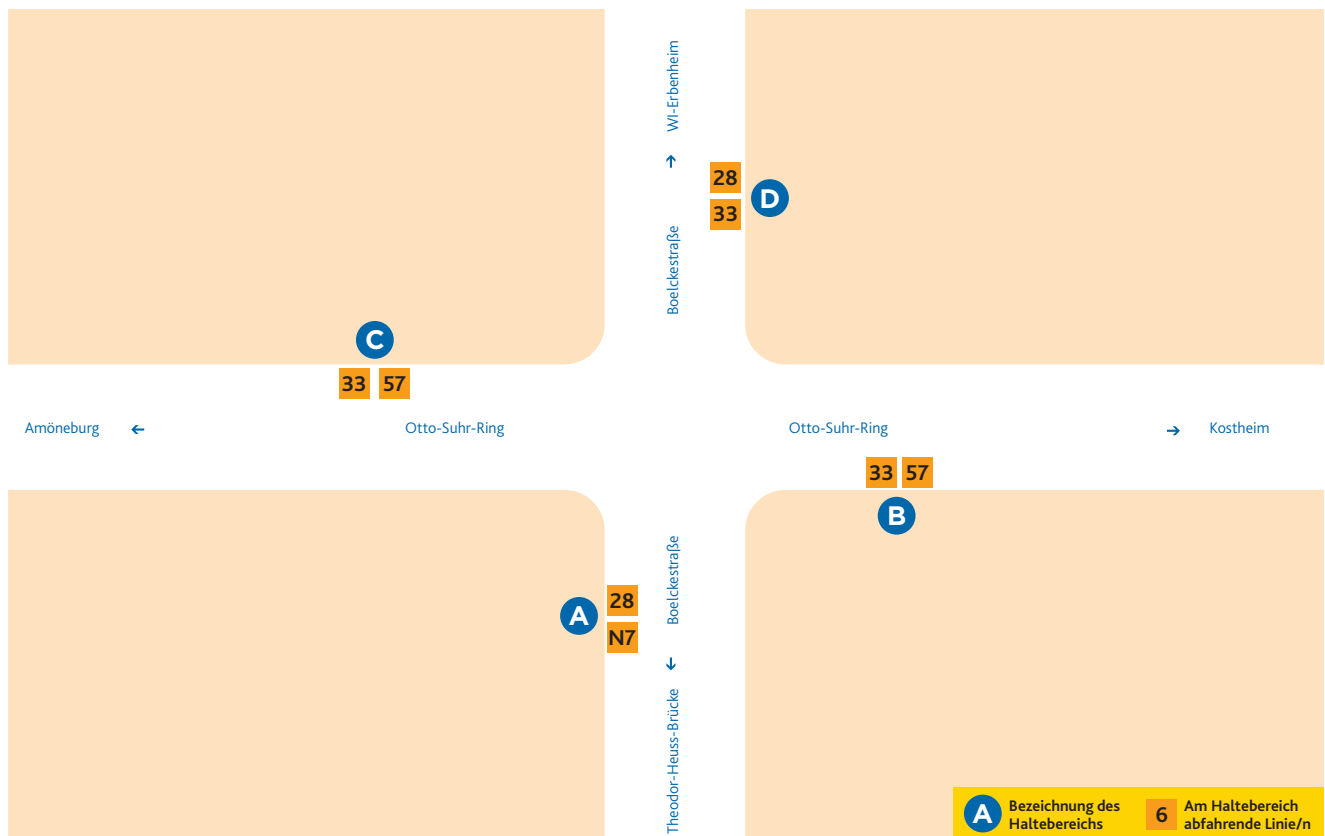 WI-Erbenheim
↑
Boelckestraße
28
33
D
C
33 57
Amöneburg ←
Otto-Suhr-Ring
Otto-Suhr-Ring
→ Kostheim
33 57
B
A
28
N7
Boelckestraße
↓
Theodor-Heuss-Brücke
A
Bezeichnung des
Haltebereichs
6
Am Haltebereich
abfahrende Linie/n